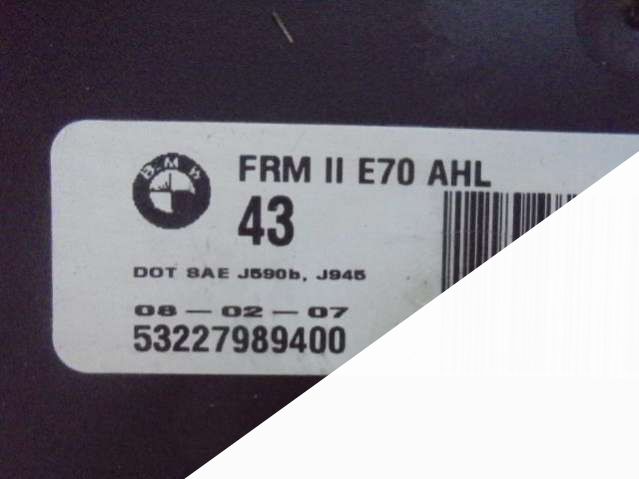 BMW
FRM II E70 AHL
43
DOT SAE J590b, J945
08 — 02 — 07
53227989400